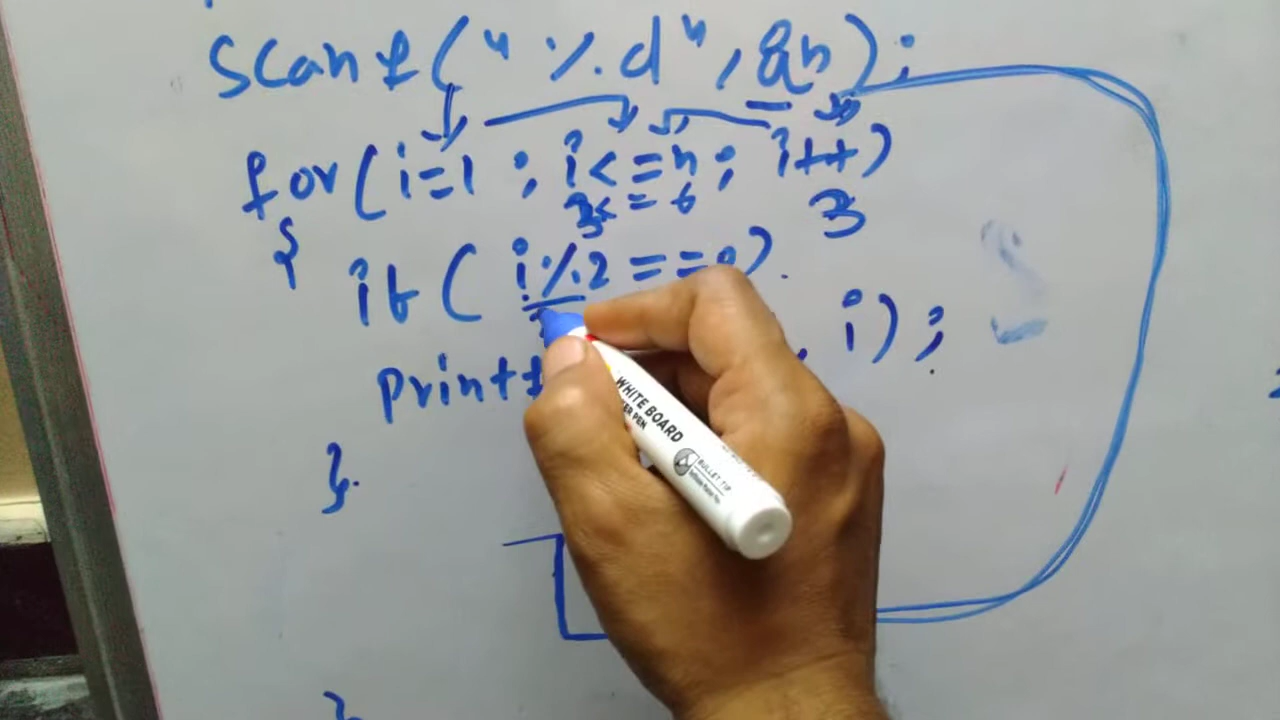 scanf("%d", &n);
for(i=1 ; i<=n; i++)
3<=6 3
{
if( i%2==0)
printf , i);
}
WHITE BOARD
BULLET TIP
}